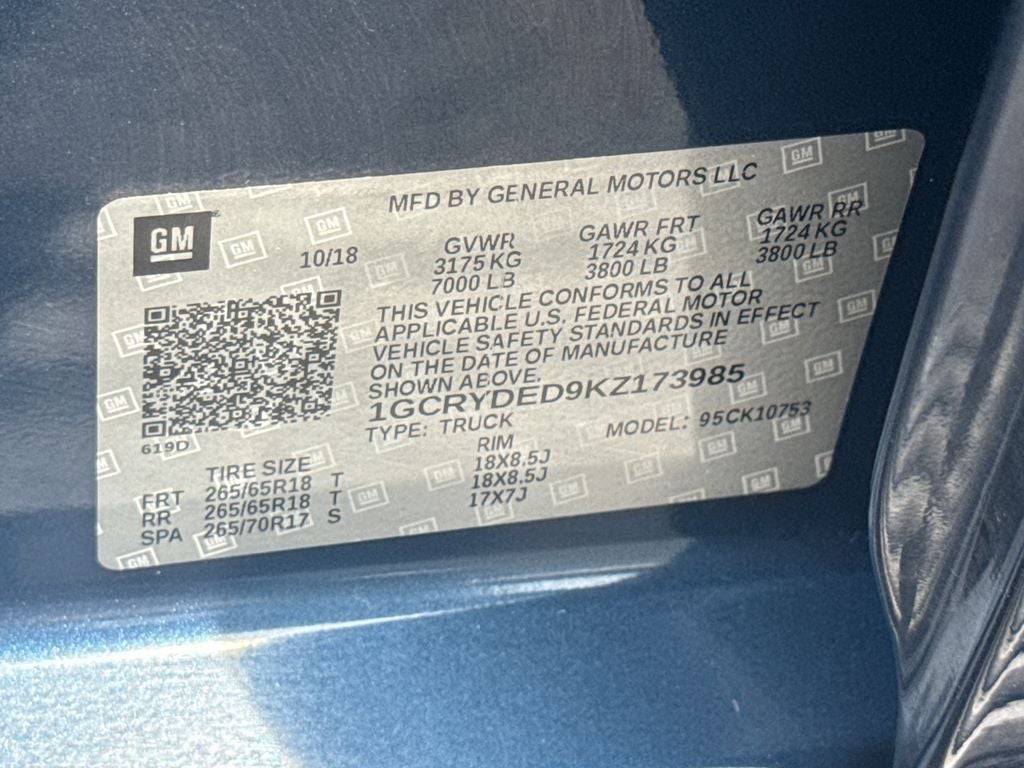 MFD BY GENERAL MOTORS LLC
GM
10/18
GVWR GAWR FRT GAWR RR
3175 KG 1724 KG 1724 KG
7000 LB 3800 LB 3800 LB
THIS VEHICLE CONFORMS TO ALL
APPLICABLE U.S. FEDERAL MOTOR
VEHICLE SAFETY STANDARDS IN EFFECT
ON THE DATE OF MANUFACTURE
SHOWN ABOVE.
1GCRYDED9KZ173985
619D
TYPE: TRUCK MODEL: 95CK10753
TIRE SIZE RIM
FRT 265/65R18 T 18X8.5J
RR 265/65R18 T 18X8.5J
SPA 265/70R17 S 17X7J